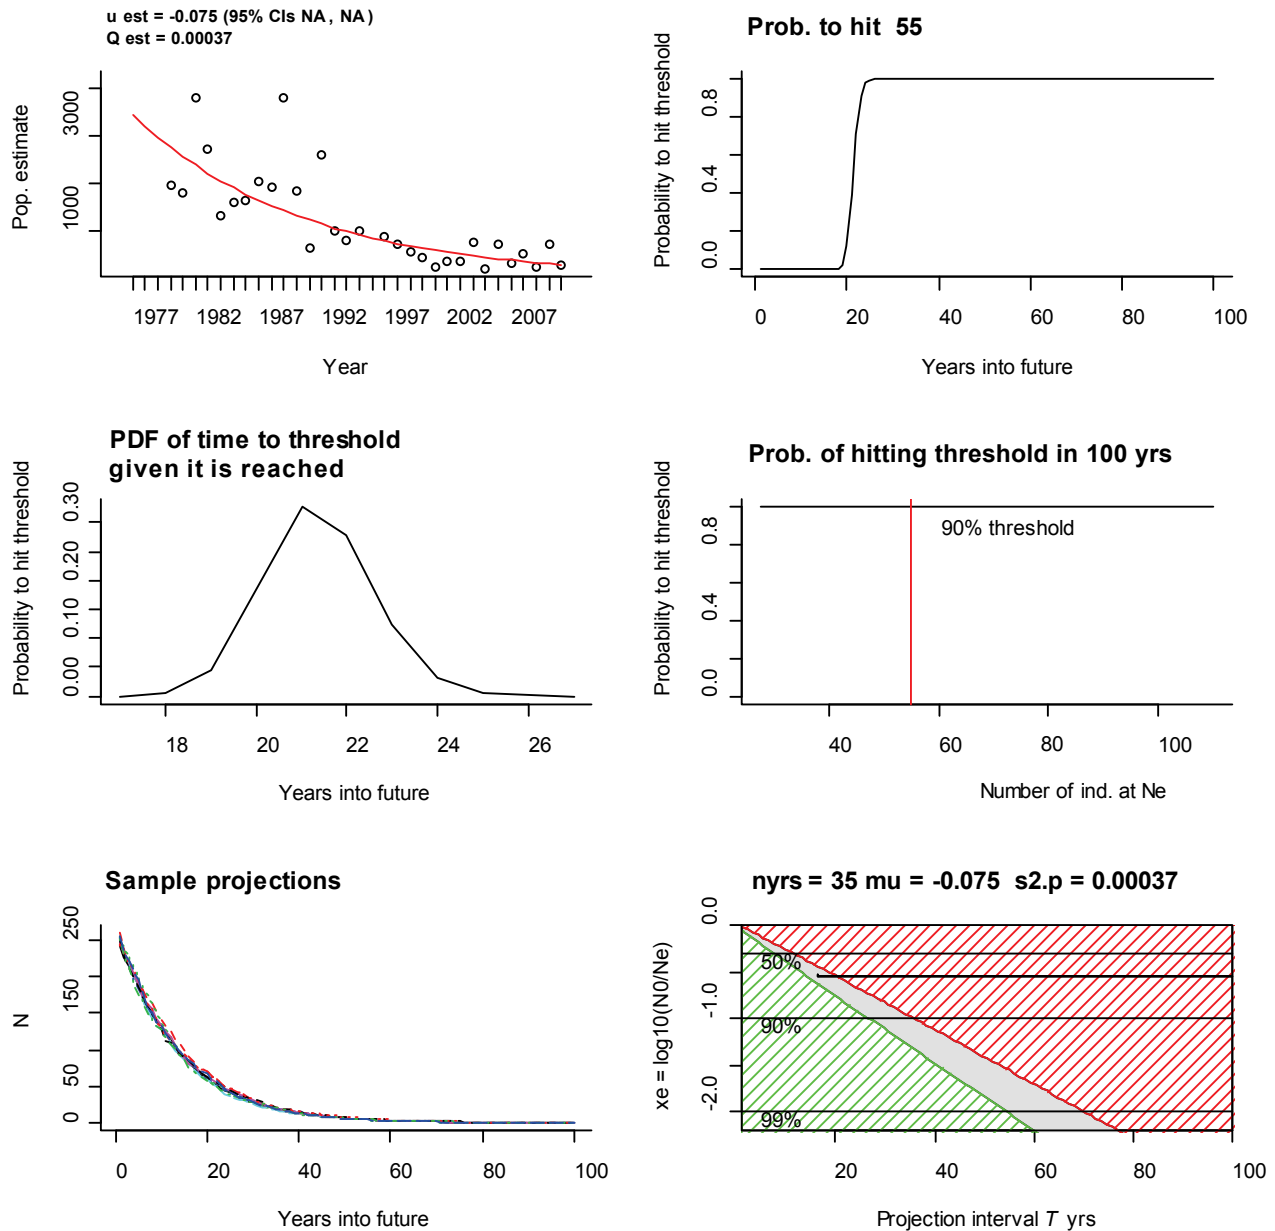 u est = -0.075 (95% CIs NA, NA)
Q est = 0.00037
Pop. estimate
1000 3000
1977 1982 1987 1992 1997 2002 2007
Year
Prob. to hit 55
Probability to hit threshold
0.0 0.4 0.8
0 20 40 60 80 100
Years into future
PDF of time to threshold
given it is reached
Probability to hit threshold
0.00 0.10 0.20 0.30
18 20 22 24 26
Years into future
Prob. of hitting threshold in 100 yrs
Probability to hit threshold
0.0 0.4 0.8
90% threshold
40 60 80 100
Number of ind. at Ne
Sample projections
N
0 50 150 250
0 20 40 60 80 100
Years into future
nyrs = 35 mu = -0.075 s2.p = 0.00037
xe = log10(N0/Ne)
-2.0 -1.0 0.0
50%
90%
99%
20 40 60 80 100
Projection interval T yrs